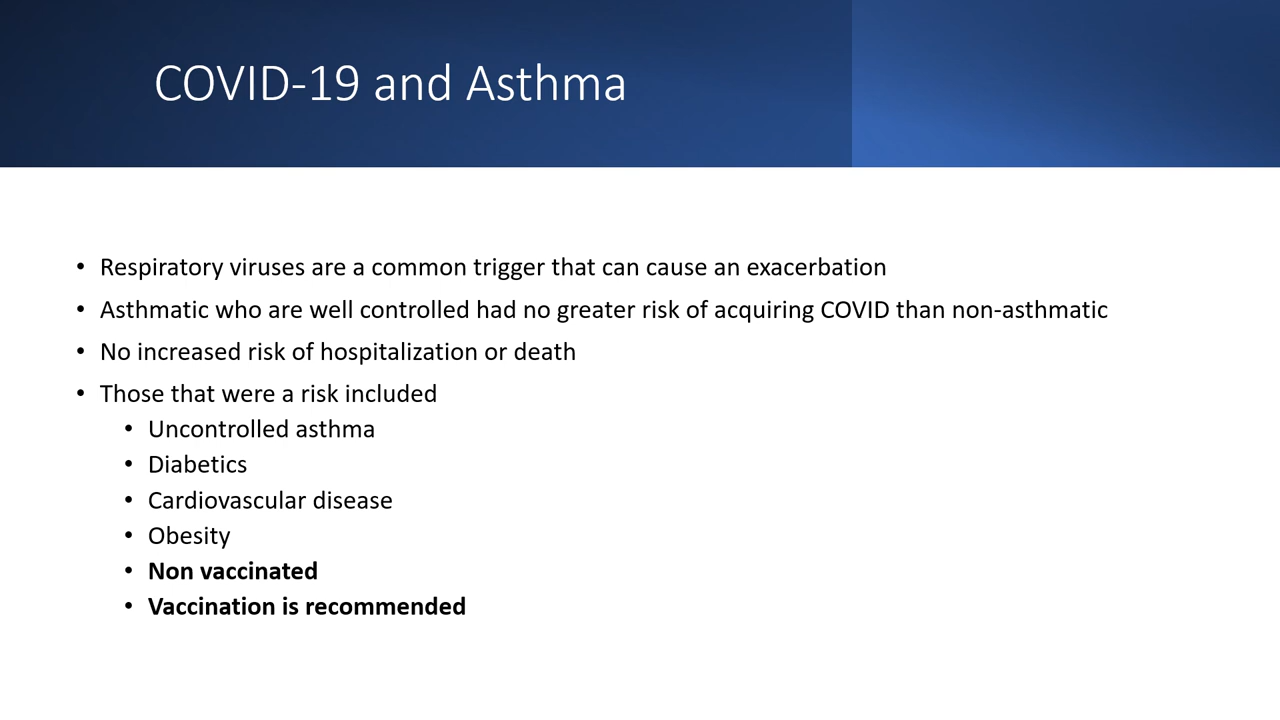 COVID-19 and Asthma
• Respiratory viruses are a common trigger that can cause an exacerbation
• Asthmatic who are well controlled had no greater risk of acquiring COVID than non-asthmatic
• No increased risk of hospitalization or death
• Those that were a risk included
• Uncontrolled asthma
• Diabetics
• Cardiovascular disease
• Obesity
• Non vaccinated
• Vaccination is recommended